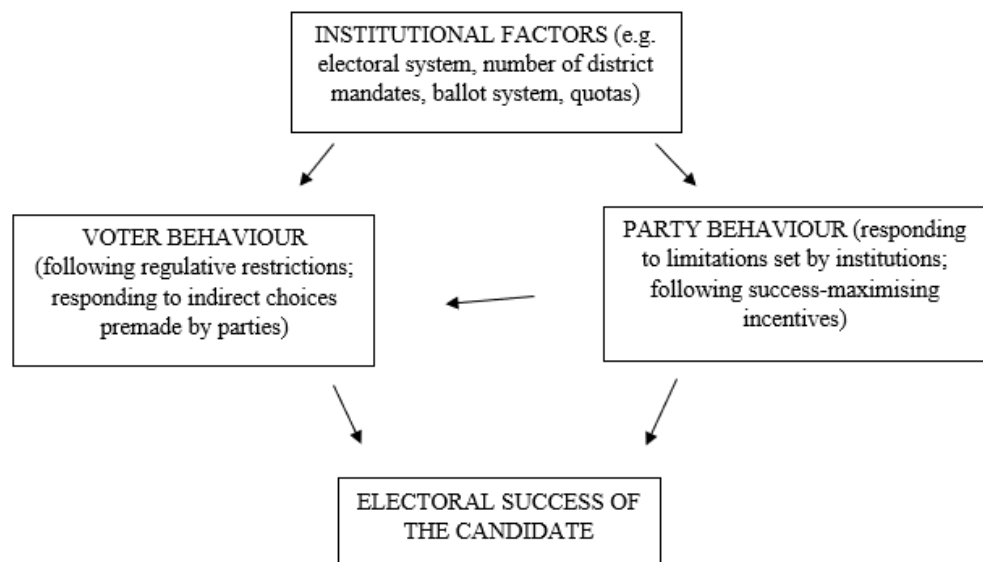 INSTITUTIONAL FACTORS (e.g.
electoral system, number of district
mandates, ballot system, quotas)
VOTER BEHAVIOUR
(following regulative restrictions;
responding to indirect choices
premade by parties)
PARTY BEHAVIOUR (responding
to limitations set by institutions;
following success-maximising
incentives)
ELECTORAL SUCCESS OF
THE CANDIDATE